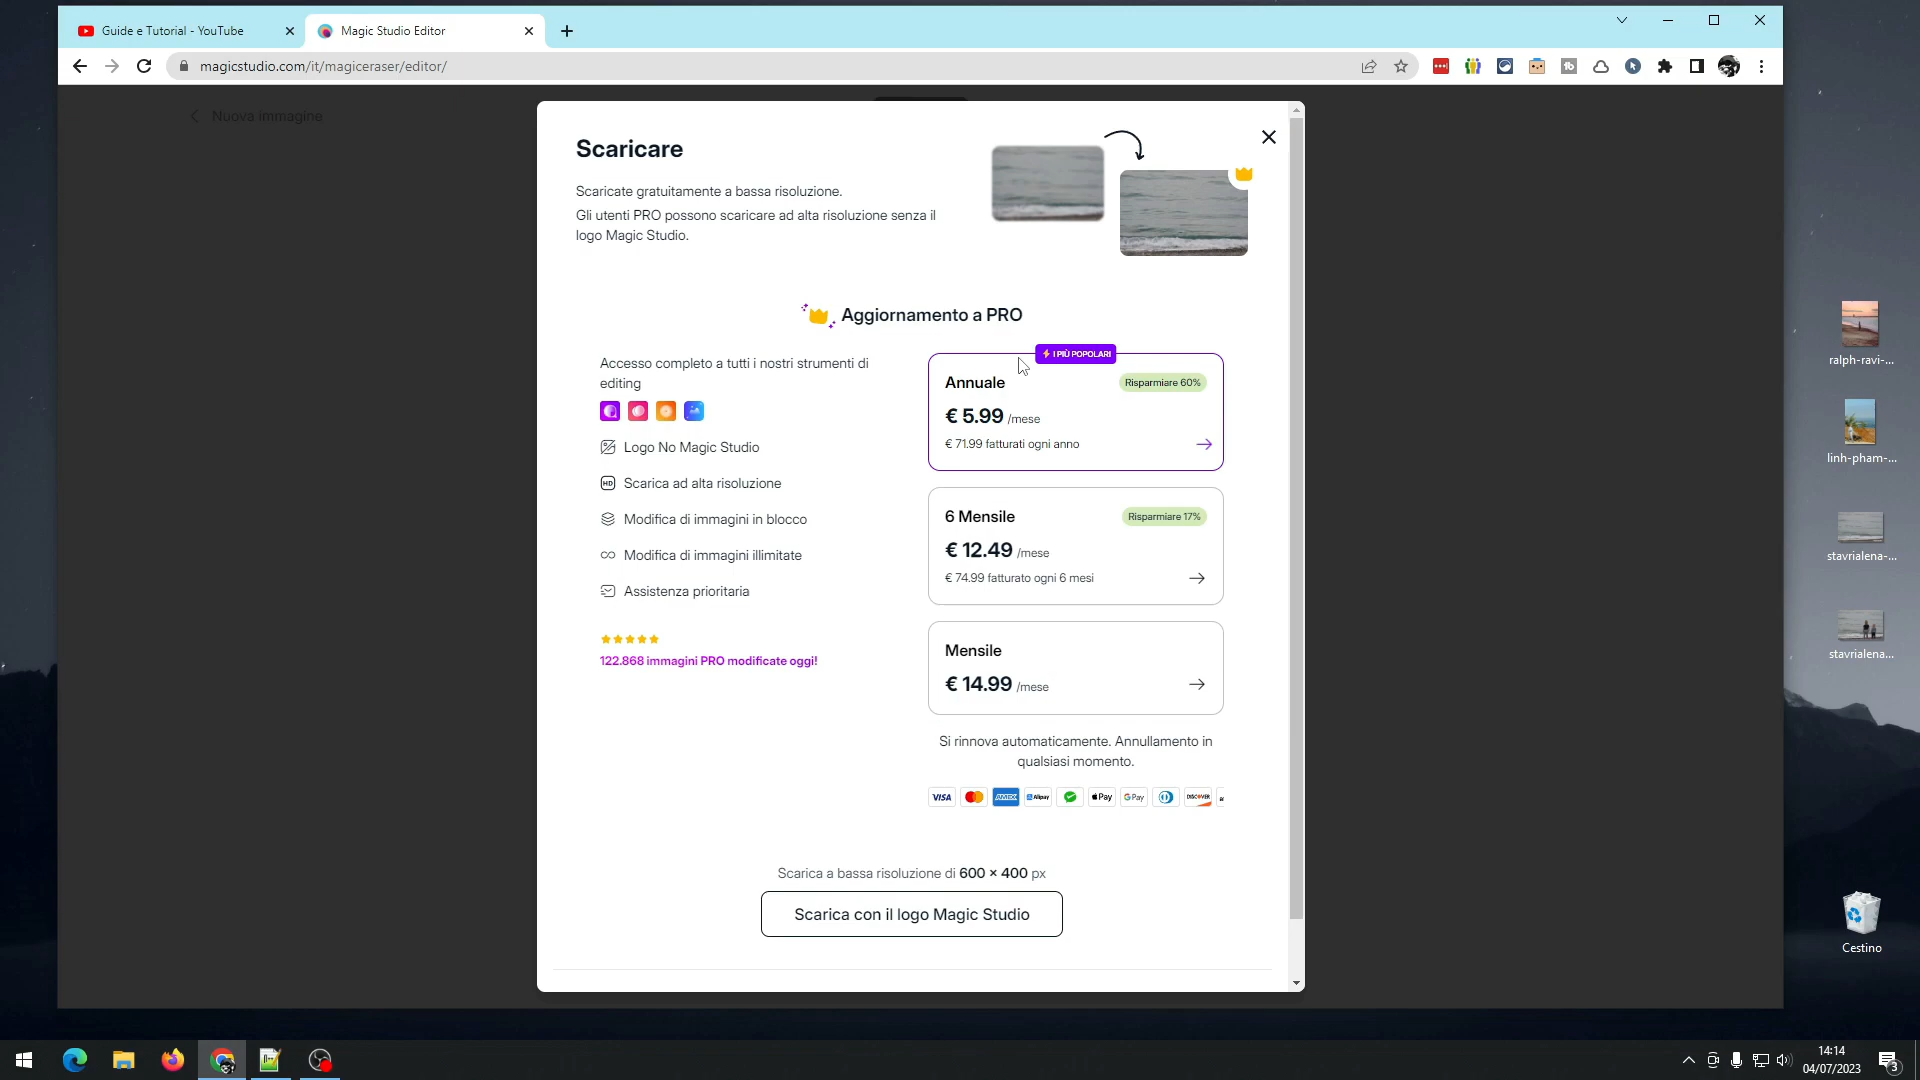 Guide e Tutorial - YouTube
Magic Studio Editor
magicstudio.com/it/magiceraser/editor/
Nuova immagine
Scaricare
Scaricate gratuitamente a bassa risoluzione.
Gli utenti PRO possono scaricare ad alta risoluzione senza il
logo Magic Studio.
Aggiornamento a PRO
Accesso completo a tutti i nostri strumenti di
editing
Logo No Magic Studio
HD
Scarica ad alta risoluzione
Modifica di immagini in blocco
Modifica di immagini illimitate
Assistenza prioritaria
122.868 immagini PRO modificate oggi!
I PIÙ POPOLARI
Annuale
Risparmiare 60%
€ 5.99 /mese
€ 71.99 fatturati ogni anno
6 Mensile
Risparmiare 17%
€ 12.49 /mese
€ 74.99 fatturato ogni 6 mesi
Mensile
€ 14.99 /mese
Si rinnova automaticamente. Annullamento in
qualsiasi momento.
VISA
AMEX
Alipay
Pay
G Pay
DISCOVER
Scarica a bassa risoluzione di 600 × 400 px
Scarica con il logo Magic Studio
ralph-ravi-...
linh-pham-...
stavrialena-...
stavrialena...
Cestino
14:14
04/07/2023
3